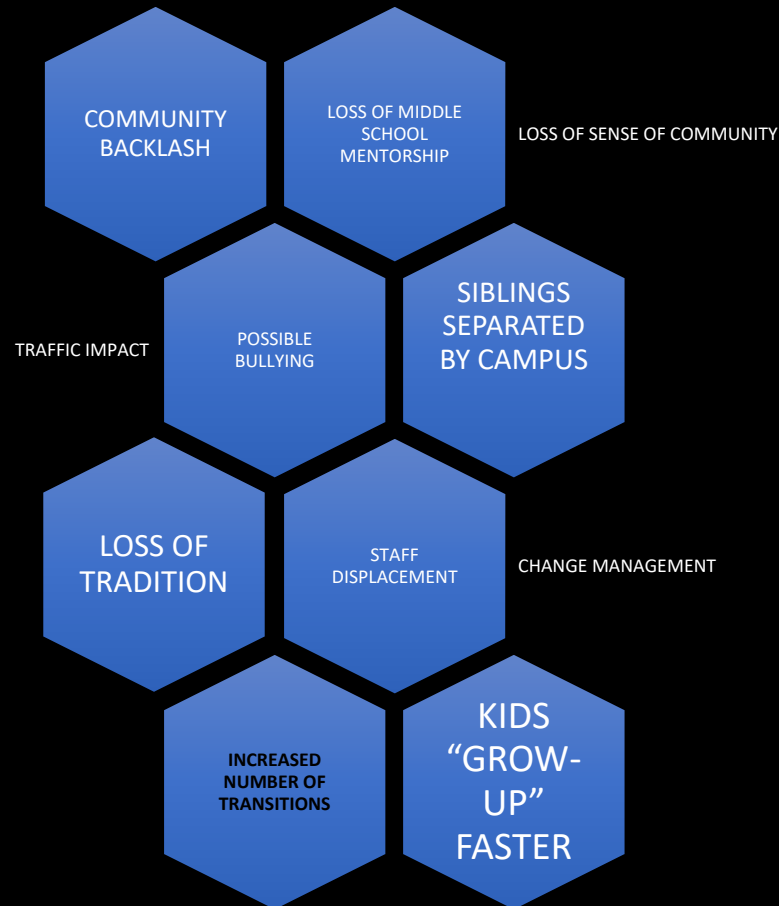 COMMUNITY
BACKLASH
LOSS OF MIDDLE
SCHOOL
MENTORSHIP
LOSS OF SENSE OF COMMUNITY
TRAFFIC IMPACT
POSSIBLE
BULLYING
SIBLINGS
SEPARATED
BY CAMPUS
LOSS OF
TRADITION
STAFF
DISPLACEMENT
CHANGE MANAGEMENT
INCREASED
NUMBER OF
TRANSITIONS
KIDS
“GROW-
UP”
FASTER